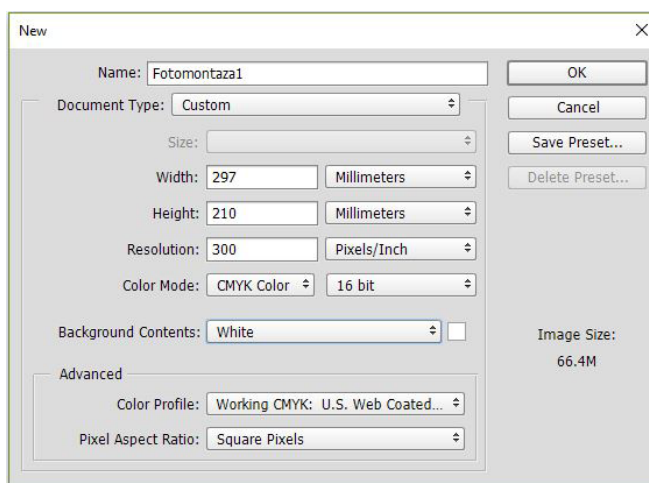 New
Name: Fotomontaza1
OK
Document Type: Custom
Cancel
Size:
Save Preset...
Width: 297 Millimeters
Delete Preset...
Height: 210 Millimeters
Resolution: 300 Pixels/Inch
Color Mode: CMYK Color 16 bit
Background Contents: White
Image Size:
66.4M
Advanced
Color Profile: Working CMYK: U.S. Web Coated...
Pixel Aspect Ratio: Square Pixels